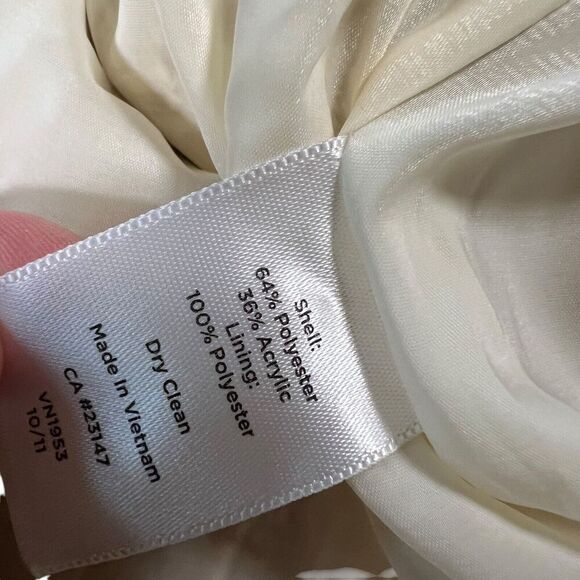 Shell:
64% Polyester
36% Acrylic
Lining:
100% Polyester
Dry Clean
Made In Vietnam
CA #23147
VN1953
10/11